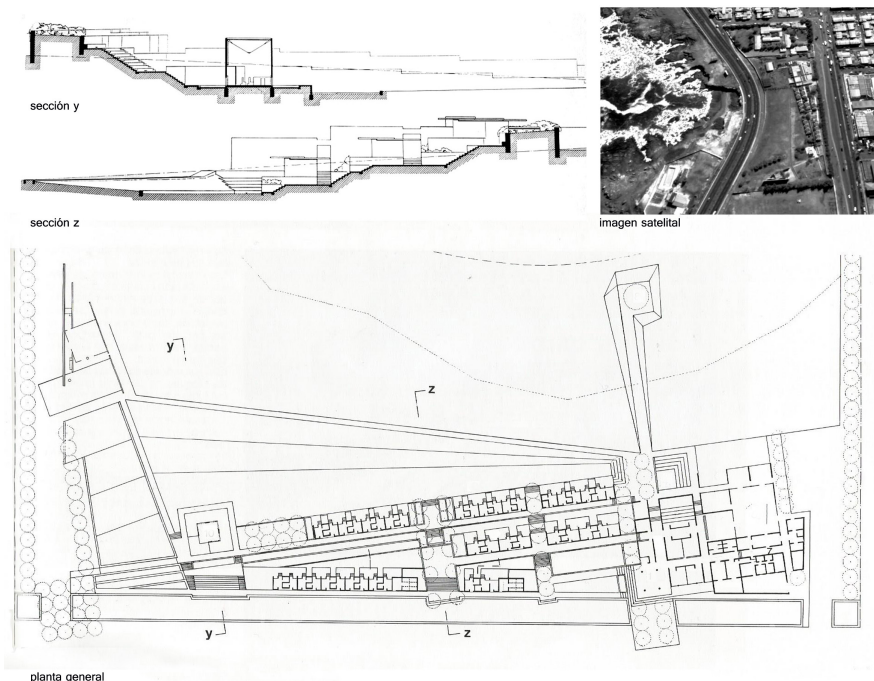 sección y
sección z
imagen satelital
y
z
y
z
planta general